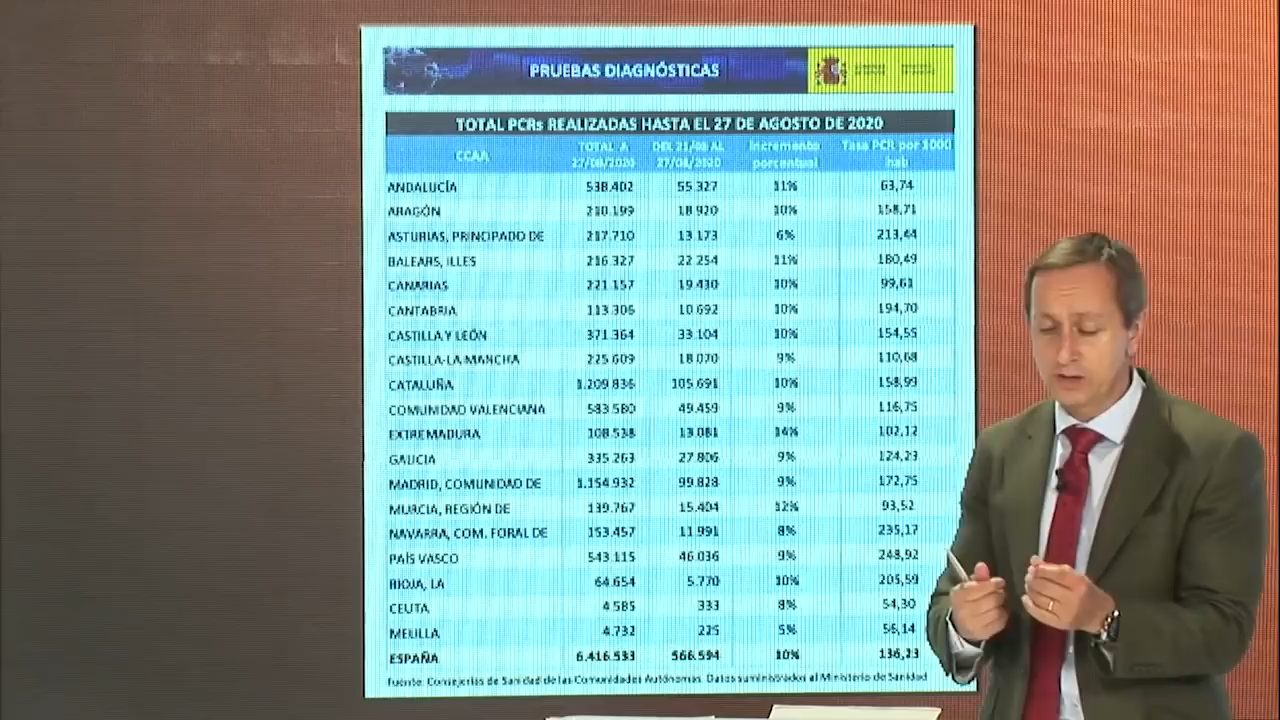 PRUEBAS DIAGNÓSTICAS
TOTAL PCRs REALIZADAS HASTA EL 27 DE AGOSTO DE 2020
CCAA TOTAL A 27/08/2020 DEL 21/08 AL 27/08/2020 Incremento porcentual Tasa PCR por 1000 hab
ANDALUCÍA 538.402 55.327 11% 63,74
ARAGÓN 210.199 18.920 10% 158,71
ASTURIAS, PRINCIPADO DE 217.710 13.173 6% 213,44
BALEARS, ILLES 216.327 22.254 11% 180,49
CANARIAS 221.157 19.430 10% 99,61
CANTABRIA 113.306 10.692 10% 194,70
CASTILLA Y LEÓN 371.364 33.104 10% 154,55
CASTILLA-LA MANCHA 225.609 18.070 9% 110,68
CATALUÑA 1.209.836 105.691 10% 158,99
COMUNIDAD VALENCIANA 583.580 49.459 9% 116,75
EXTREMADURA 108.538 13.081 14% 102,12
GALICIA 335.263 27.806 9% 124,23
MADRID, COMUNIDAD DE 1.154.932 99.828 9% 172,75
MURCIA, REGIÓN DE 139.767 15.404 12% 93,52
NAVARRA, COM. FORAL DE 153.457 11.991 8% 235,17
PAÍS VASCO 543.115 46.036 9% 248,92
RIOJA, LA 64.654 5.770 10% 205,59
CEUTA 4.585 333 8% 54,30
MELILLA 4.732 225 5% 56,14
ESPAÑA 6.416.533 566.594 10% 136,23
Fuente: Consejerías de Sanidad de las Comunidades Autónomas. Datos suministrados al Ministerio de Sanidad